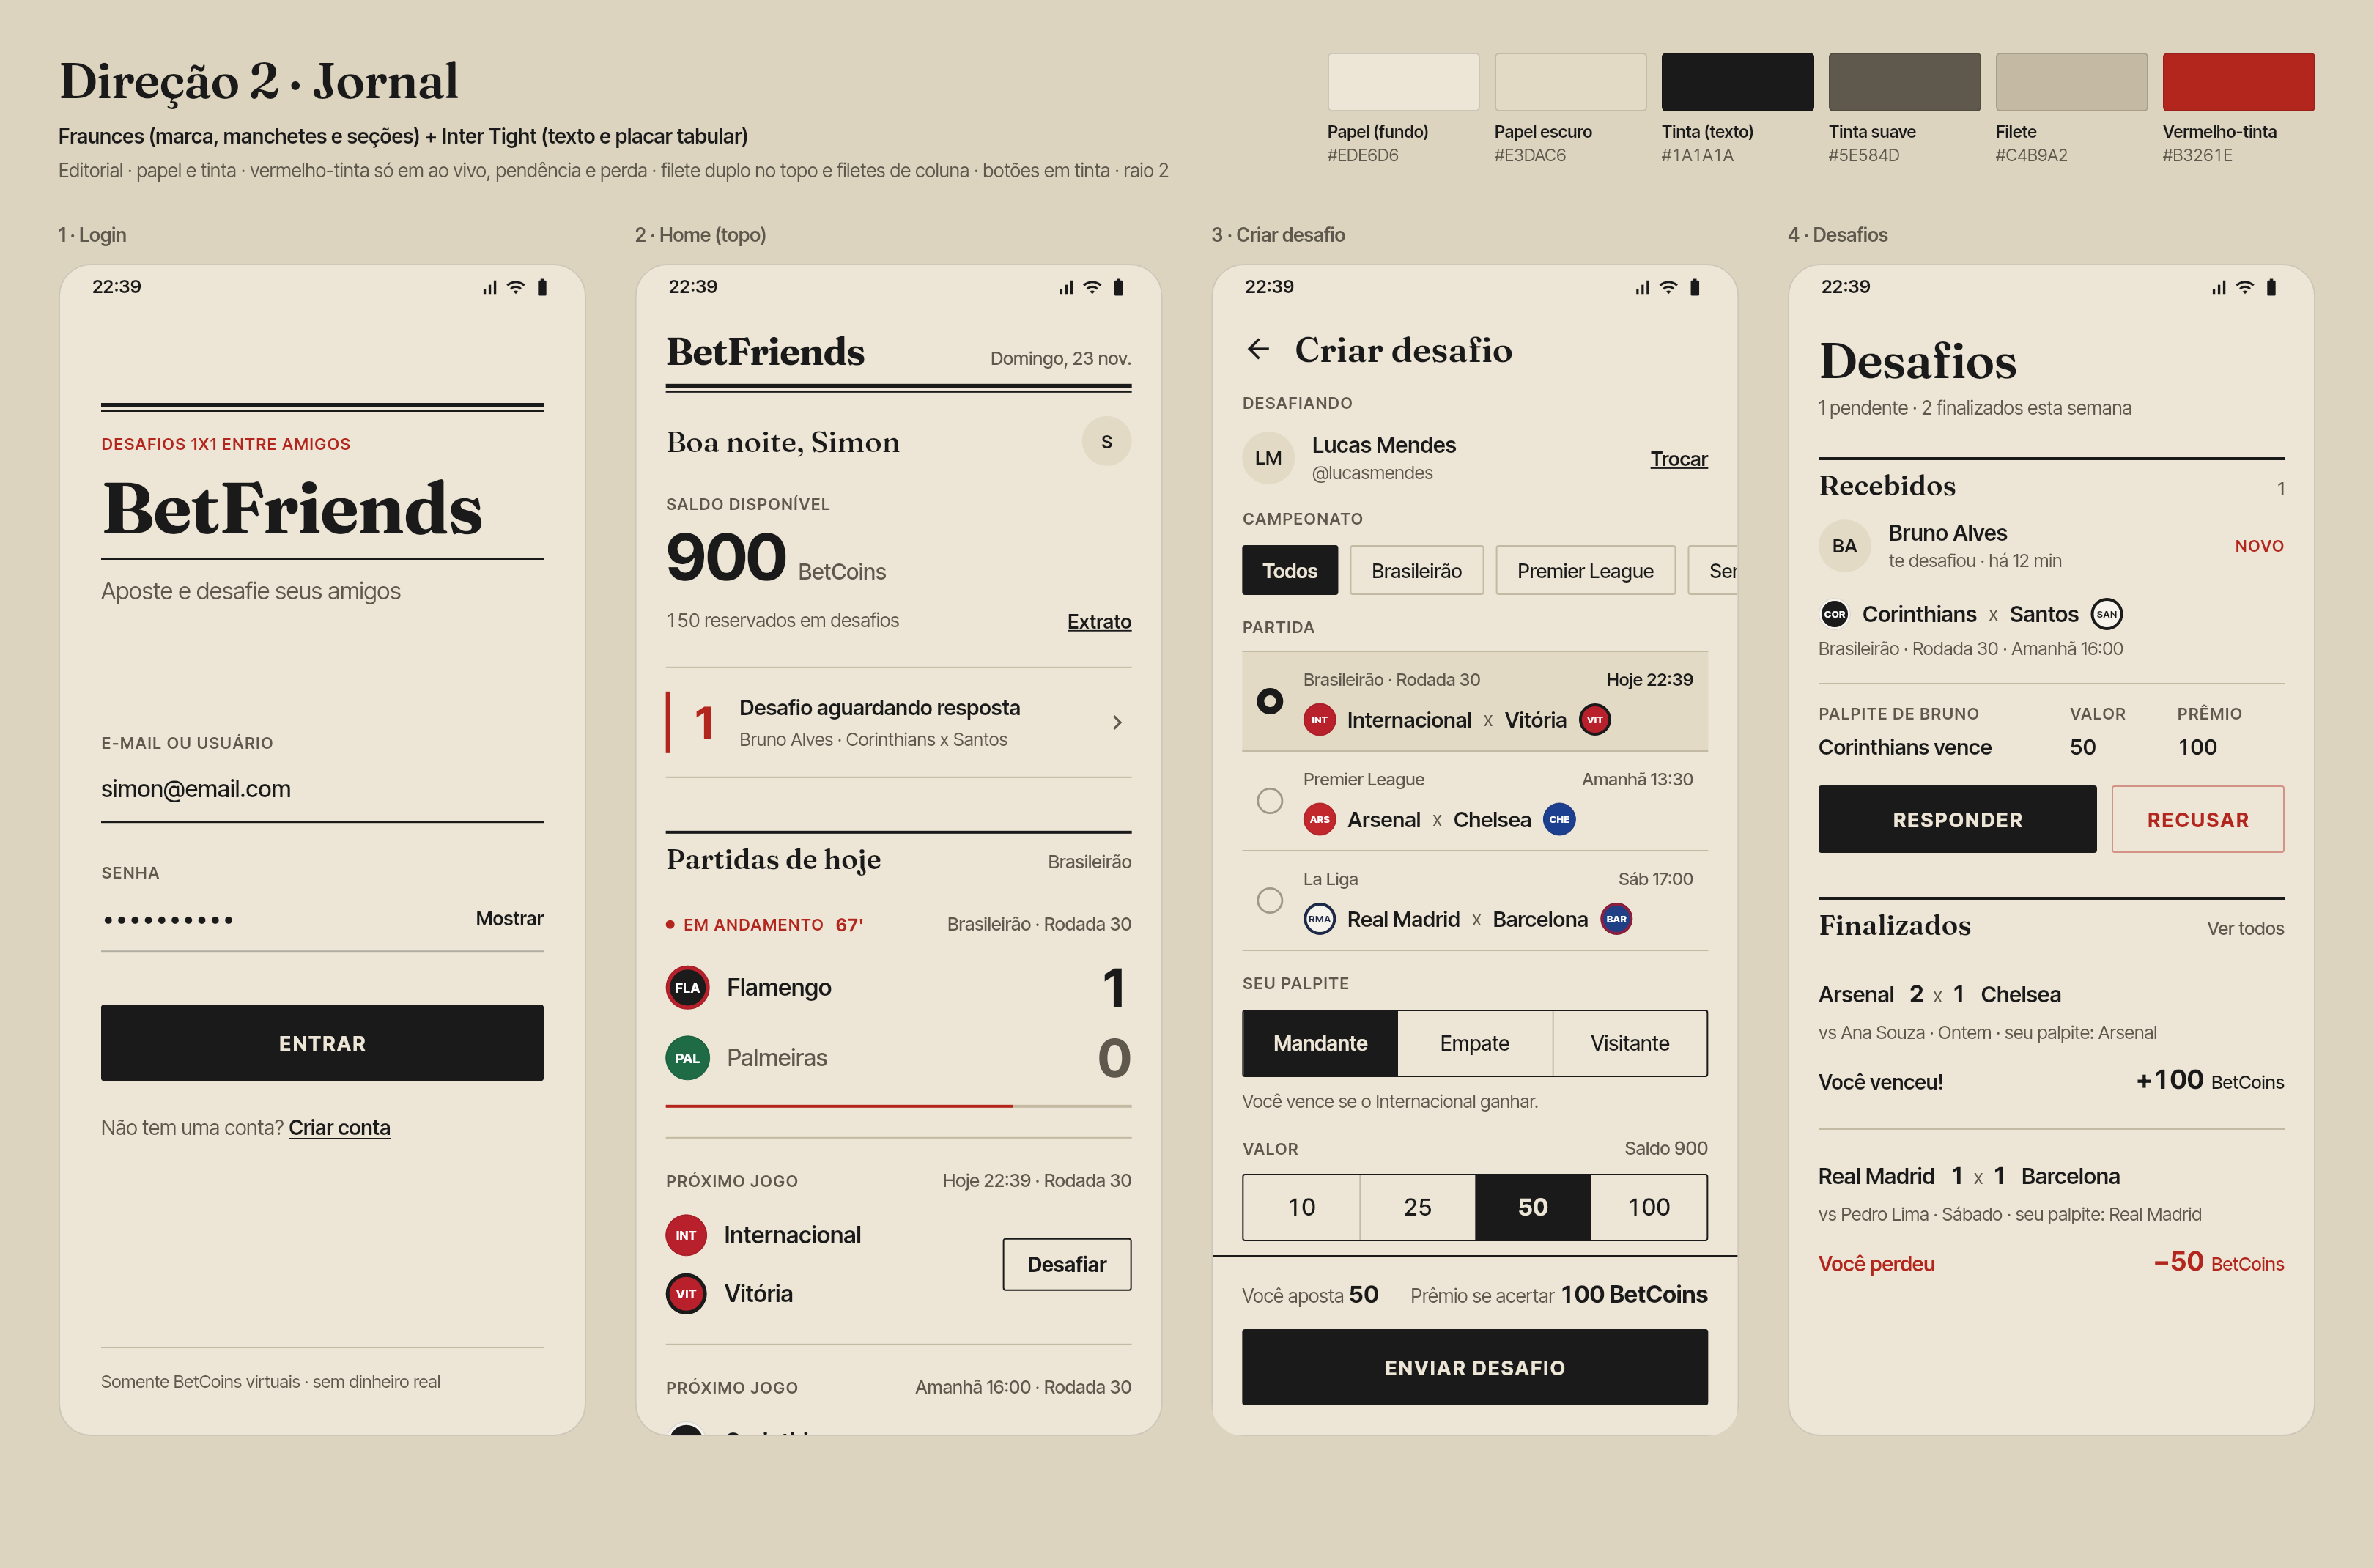 Direção 2 · Jornal
Fraunces (marca, manchetes e seções) + Inter Tight (texto e placar tabular)
Editorial · papel e tinta · vermelho-tinta só em ao vivo, pendência e perda · filete duplo no topo e filetes de coluna · botões em tinta · raio 2
Papel (fundo)
#EDE6D6
Papel escuro
#E3DAC6
Tinta (texto)
#1A1A1A
Tinta suave
#5E584D
Filete
#C4B9A2
Vermelho-tinta
#B3261E
1 · Login
22:39
DESAFIOS 1X1 ENTRE AMIGOS
BetFriends
Aposte e desafie seus amigos
E-MAIL OU USUÁRIO
simon@email.com
SENHA
•••••••••• Mostrar
ENTRAR
Não tem uma conta? Criar conta
Somente BetCoins virtuais · sem dinheiro real
2 · Home (topo)
22:39
BetFriends Domingo, 23 nov.
Boa noite, Simon S
SALDO DISPONÍVEL
900 BetCoins
150 reservados em desafios Extrato
1 Desafio aguardando resposta
Bruno Alves · Corinthians x Santos
Partidas de hoje Brasileirão
EM ANDAMENTO 67' Brasileirão · Rodada 30
FLA Flamengo 1
PAL Palmeiras 0
PRÓXIMO JOGO Hoje 22:39 · Rodada 30
INT Internacional
VIT Vitória
Desafiar
PRÓXIMO JOGO Amanhã 16:00 · Rodada 30
3 · Criar desafio
22:39
Criar desafio
DESAFIANDO
LM Lucas Mendes
@lucasmendes
Trocar
CAMPEONATO
Todos Brasileirão Premier League Ser
PARTIDA
Brasileirão · Rodada 30 Hoje 22:39
INT Internacional x Vitória VIT
Premier League Amanhã 13:30
ARS Arsenal x Chelsea CHE
La Liga Sáb 17:00
RMA Real Madrid x Barcelona BAR
SEU PALPITE
Mandante Empate Visitante
Você vence se o Internacional ganhar.
VALOR Saldo 900
10 25 50 100
Você aposta 50 Prêmio se acertar 100 BetCoins
ENVIAR DESAFIO
4 · Desafios
22:39
Desafios
1 pendente · 2 finalizados esta semana
Recebidos 1
BA Bruno Alves
te desafiou · há 12 min
NOVO
COR Corinthians x Santos SAN
Brasileirão · Rodada 30 · Amanhã 16:00
PALPITE DE BRUNO VALOR PRÊMIO
Corinthians vence 50 100
RESPONDER RECUSAR
Finalizados Ver todos
Arsenal 2 x 1 Chelsea
vs Ana Souza · Ontem · seu palpite: Arsenal
Você venceu! +100 BetCoins
Real Madrid 1 x 1 Barcelona
vs Pedro Lima · Sábado · seu palpite: Real Madrid
Você perdeu −50 BetCoins